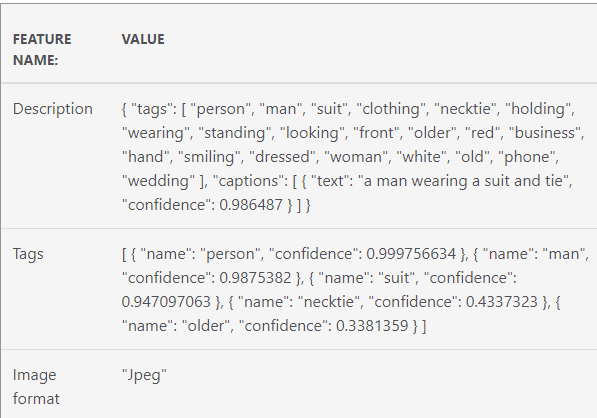 FEATURE NAME: VALUE
Description { "tags": [ "person", "man", "suit", "clothing", "necktie", "holding",
"wearing", "standing", "looking", "front", "older", "red", "business",
"hand", "smiling", "dressed", "woman", "white", "old", "phone",
"wedding" ], "captions": [ { "text": "a man wearing a suit and tie",
"confidence": 0.986487 } ] }
Tags [ { "name": "person", "confidence": 0.999756634 }, { "name": "man",
"confidence": 0.9875382 }, { "name": "suit", "confidence":
0.947097063 }, { "name": "necktie", "confidence": 0.4337323 }, {
"name": "older", "confidence": 0.3381359 } ]
Image format "Jpeg"